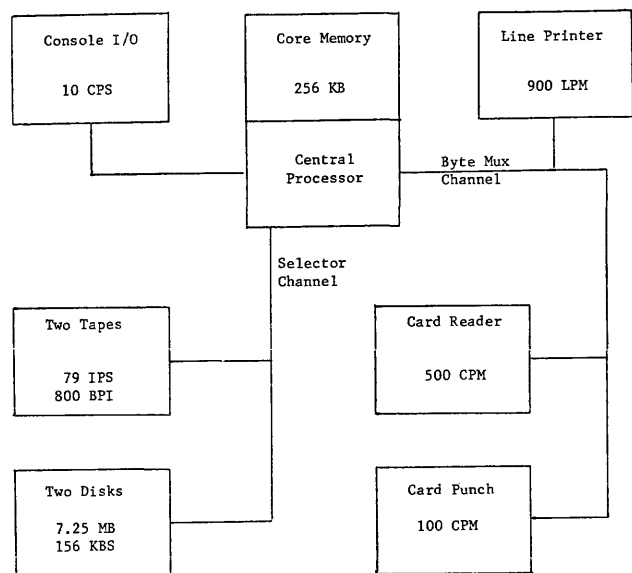 Console I/O
10 CPS
Core Memory
256 KB
Line Printer
900 LPM
Central
Processor
Byte Mux
Channel
Selector
Channel
Two Tapes
79 IPS
800 BPI
Card Reader
500 CPM
Two Disks
7.25 MB
156 KBS
Card Punch
100 CPM